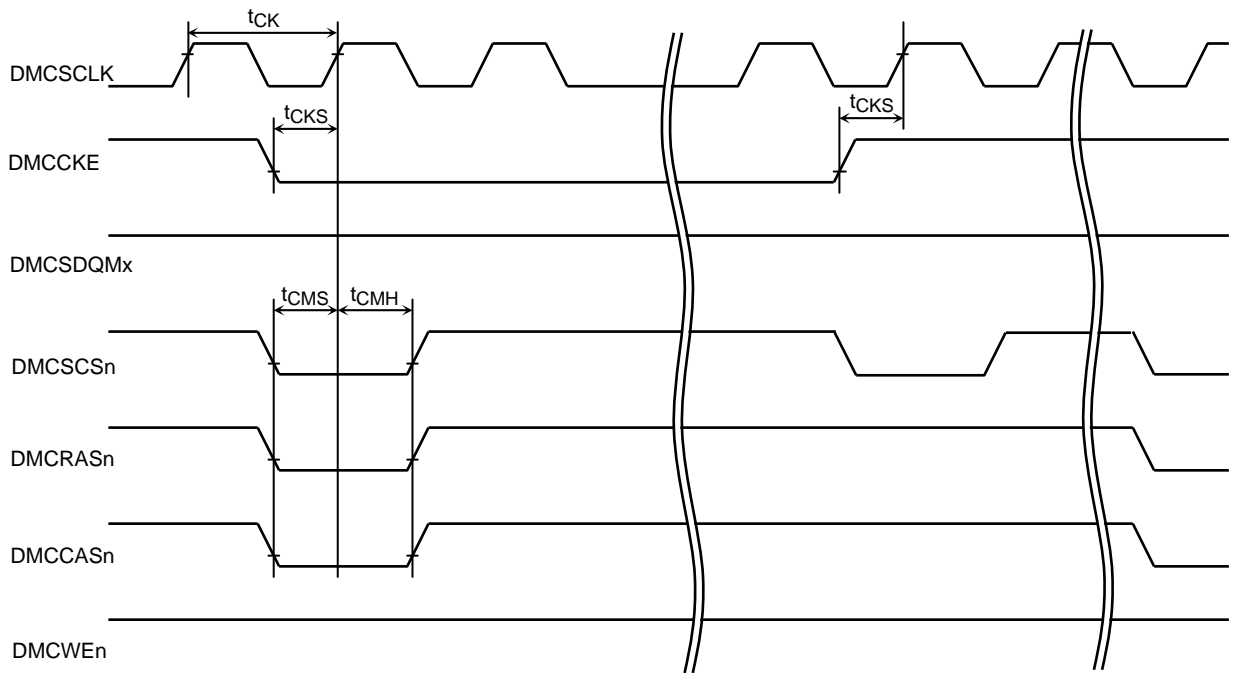 tCK
DMCSCLK
tCKS
tCKS
DMCCKE
DMCSDQMx
tCMS
tCMH
DMCSCSn
DMCRASn
DMCCASn
DMCWEn